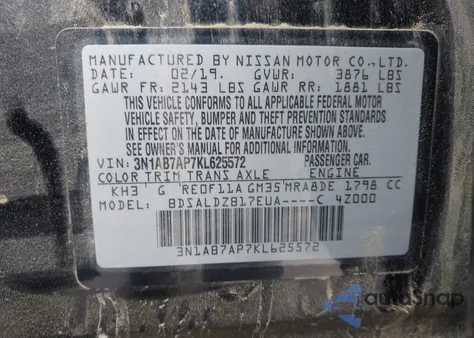 MANUFACTURED BY NISSAN MOTOR CO.,LTD.
DATE: 02/19. GVWR: 3876 LBS
GAWR FR: 2143 LBS GAWR RR: 1881 LBS
THIS VEHICLE CONFORMS TO ALL APPLICABLE FEDERAL MOTOR
VEHICLE SAFETY, BUMPER AND THEFT PREVENTION STANDARDS
IN EFFECT ON THE DATE OF MANUFACTURE SHOWN ABOVE.
SEE OWNER'S MANUAL FOR ADDITIONAL INFORMATION.
VIN: 3N1AB7AP7KL625572 PASSENGER CAR.
COLOR TRIM TRANS AXLE ENGINE
KH3 G RE0F11A GM35 MRA8DE 1798 CC
MODEL: BDSALDZB17EUA----C 4Z000
3N1AB7AP7KL625572
autoSnap